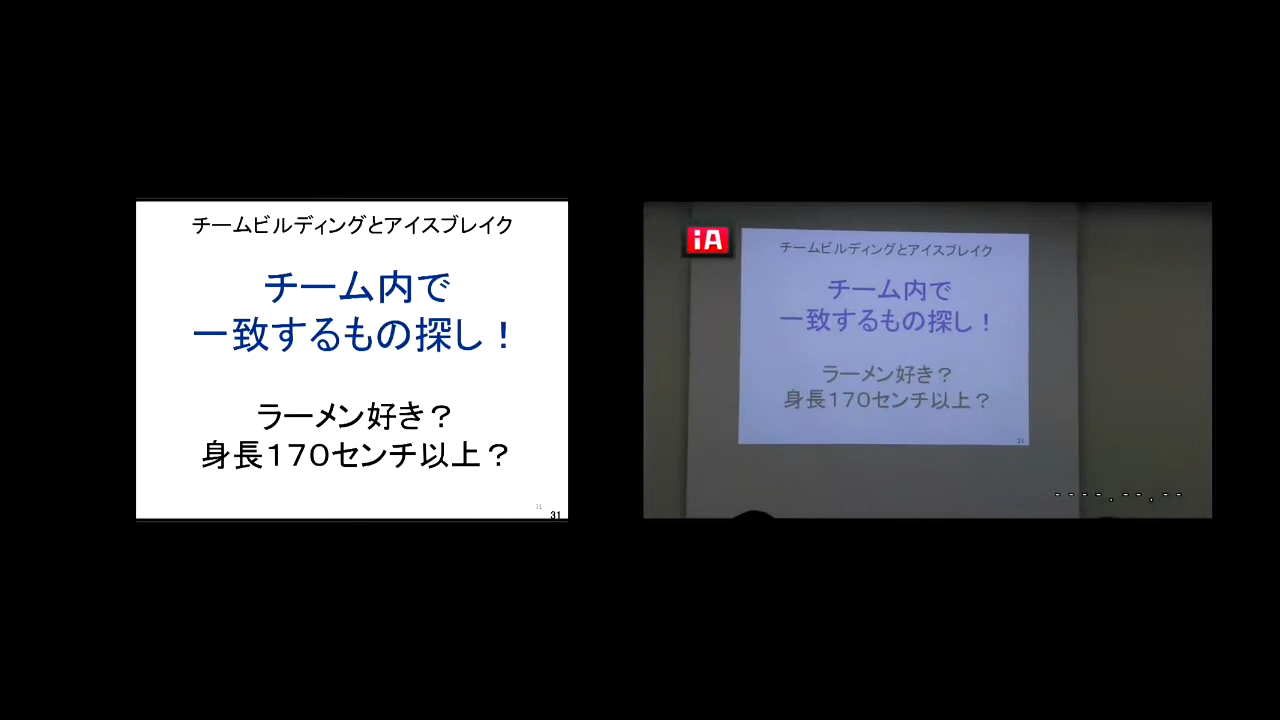 チームビルディングとアイスブレイク
チーム内で
一致するもの探し！
ラーメン好き？
身長１７０センチ以上？
31
31
iA
チームビルディングとアイスブレイク
チーム内で
一致するもの探し！
ラーメン好き？
身長１７０センチ以上？
31
----.--.--